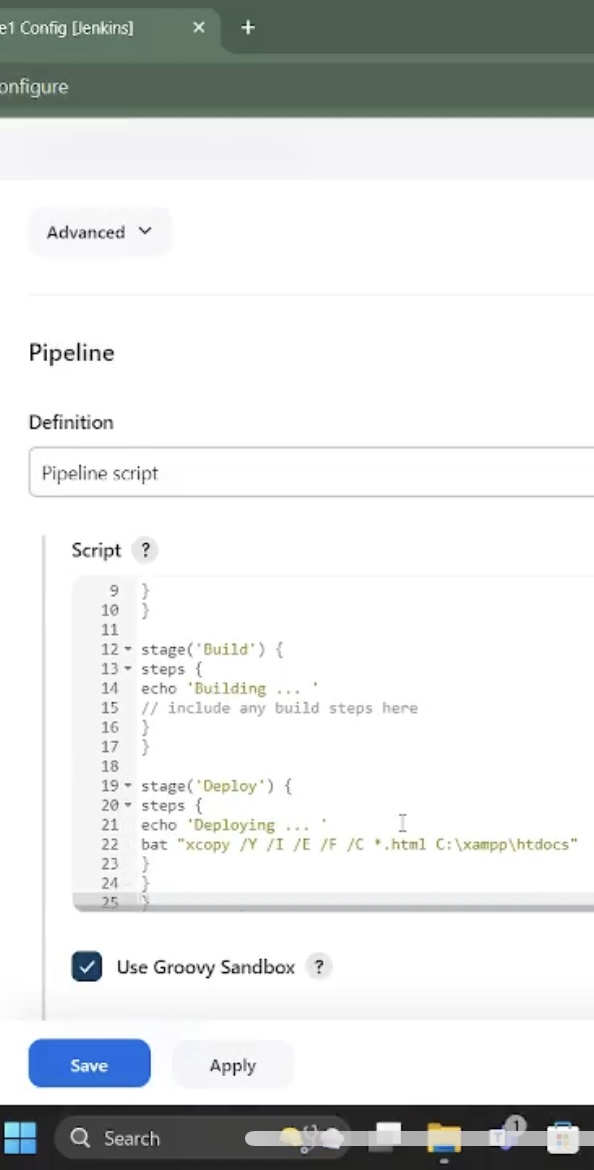 e1 Config [Jenkins] × +
onfigure
Advanced
Pipeline
Definition
Pipeline script
Script ?
9 }
10 }
11
12 stage('Build') {
13 steps {
14 echo 'Building ... '
15 // include any build steps here
16 }
17 }
18
19 stage('Deploy') {
20 steps {
21 echo 'Deploying ... '
22 bat "xcopy /Y /I /E /F /C *.html C:\xampp\htdocs"
23 }
24 }
25 }
Use Groovy Sandbox ?
Save Apply
Search 1